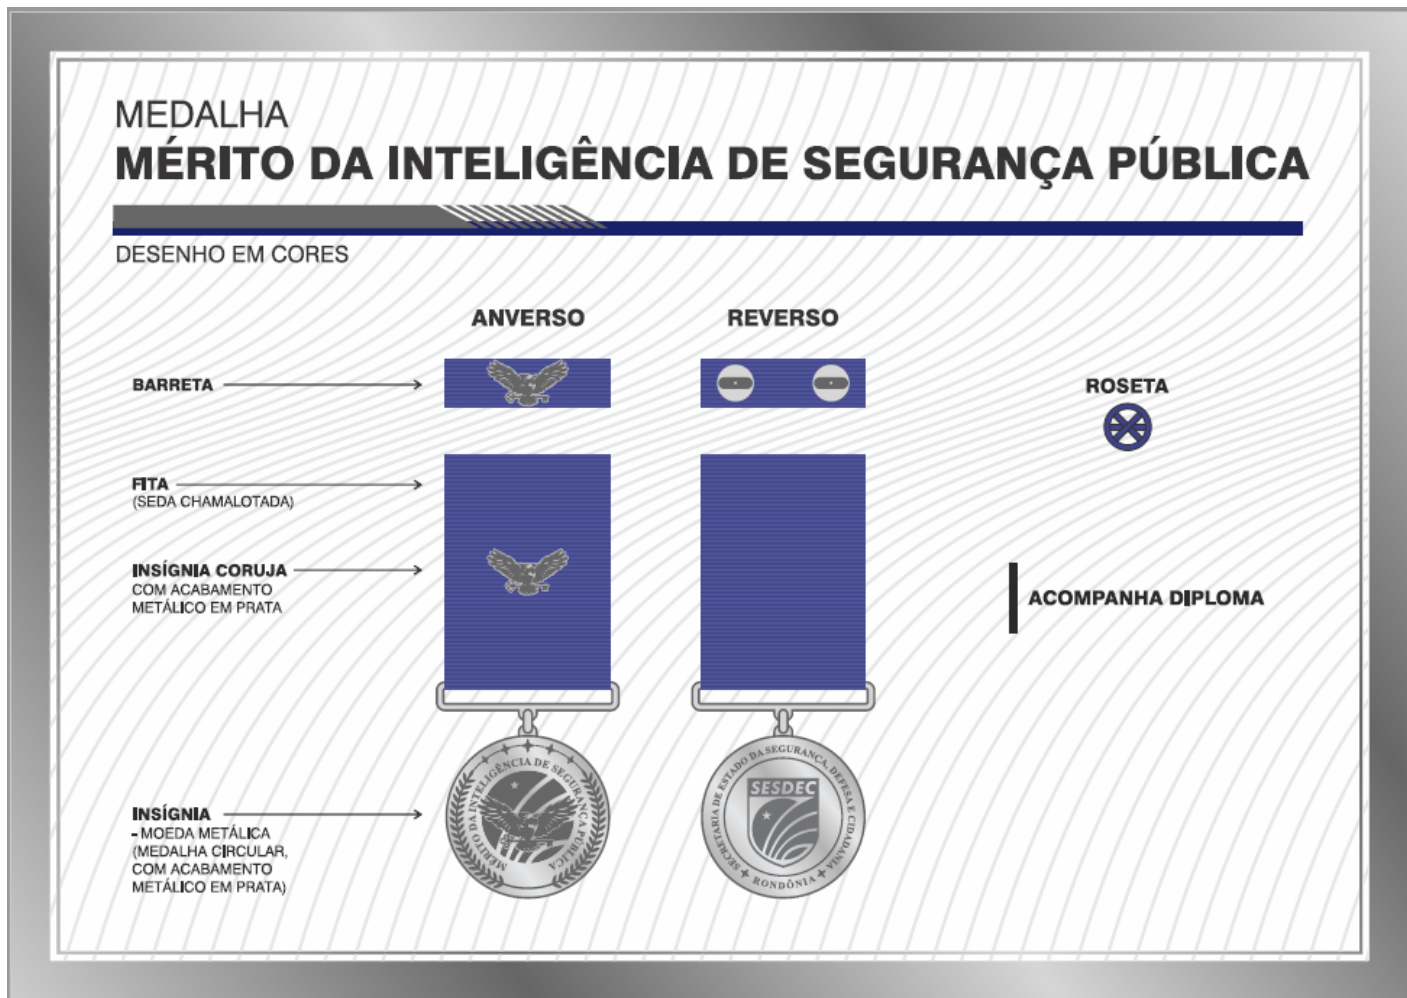 MEDALHA
MÉRITO DA INTELIGÊNCIA DE SEGURANÇA PÚBLICA
DESENHO EM CORES
ANVERSO
REVERSO
BARRETA
ROSETA
FITA
(SEDA CHAMALOTADA)
INSÍGNIA CORUJA
COM ACABAMENTO
METÁLICO EM PRATA
ACOMPANHA DIPLOMA
INSÍGNIA
- MOEDA METÁLICA
(MEDALHA CIRCULAR,
COM ACABAMENTO
METÁLICO EM PRATA)
MÉRITO DA INTELIGÊNCIA DE SEGURANÇA PÚBLICA
SECRETARIA DE ESTADO DA SEGURANÇA, DEFESA E CIDADANIA
SESDEC
RONDÔNIA